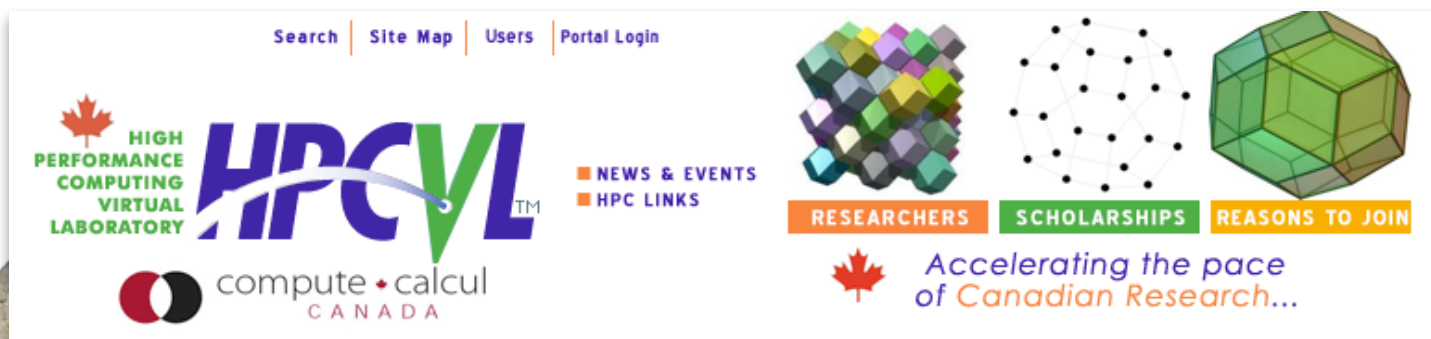 Search Site Map Users Portal Login
HIGH
PERFORMANCE
COMPUTING
VIRTUAL
LABORATORY
HPCVL TM
compute • calcul
CANADA
NEWS & EVENTS
HPC LINKS
RESEARCHERS SCHOLARSHIPS REASONS TO JOIN
Accelerating the pace
of Canadian Research...